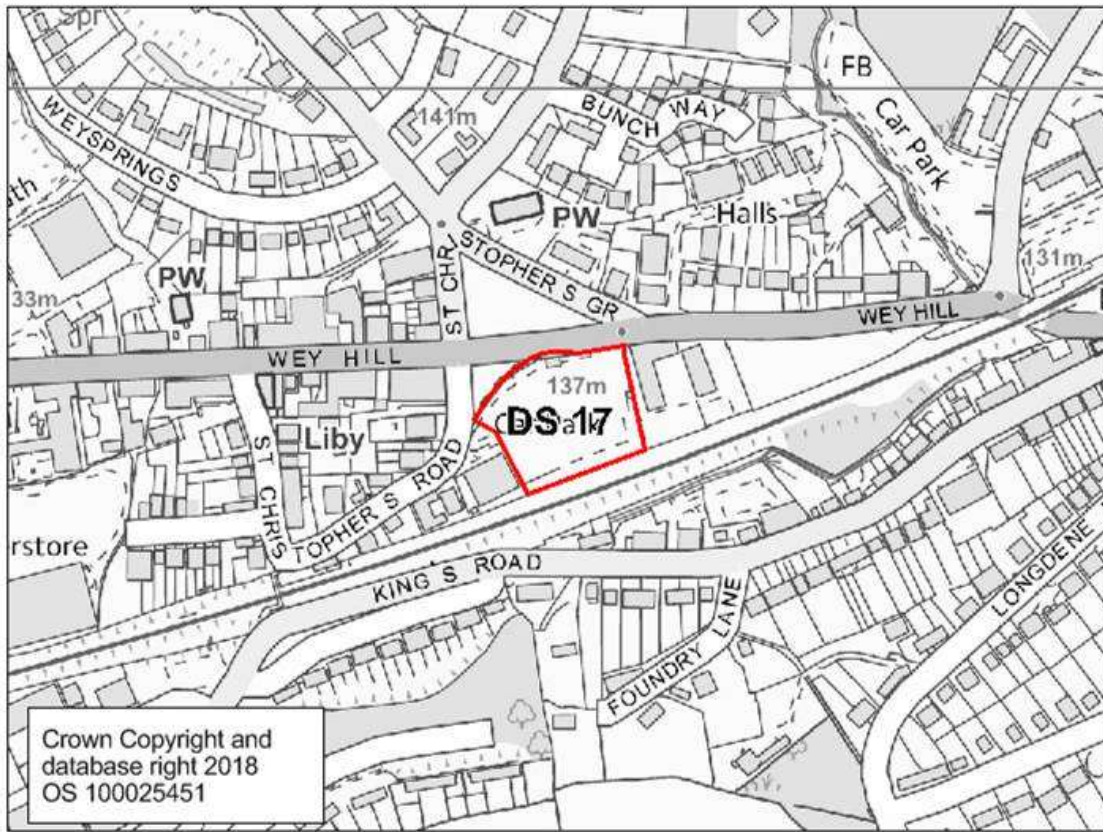 Spr
FB
Car Park
141m
BUNCH WAY
WEYSPRINGS
PW
Halls
PW
STOPHER S GR
ST CHRI
131m
33m
WEY HILL
WEY HILL
137m
DS 17
Liby
ST CHRIS
TOPHER S ROAD
rstore
KING S ROAD
FOUNDRY LANE
LONGDENE
Crown Copyright and
database right 2018
OS 100025451